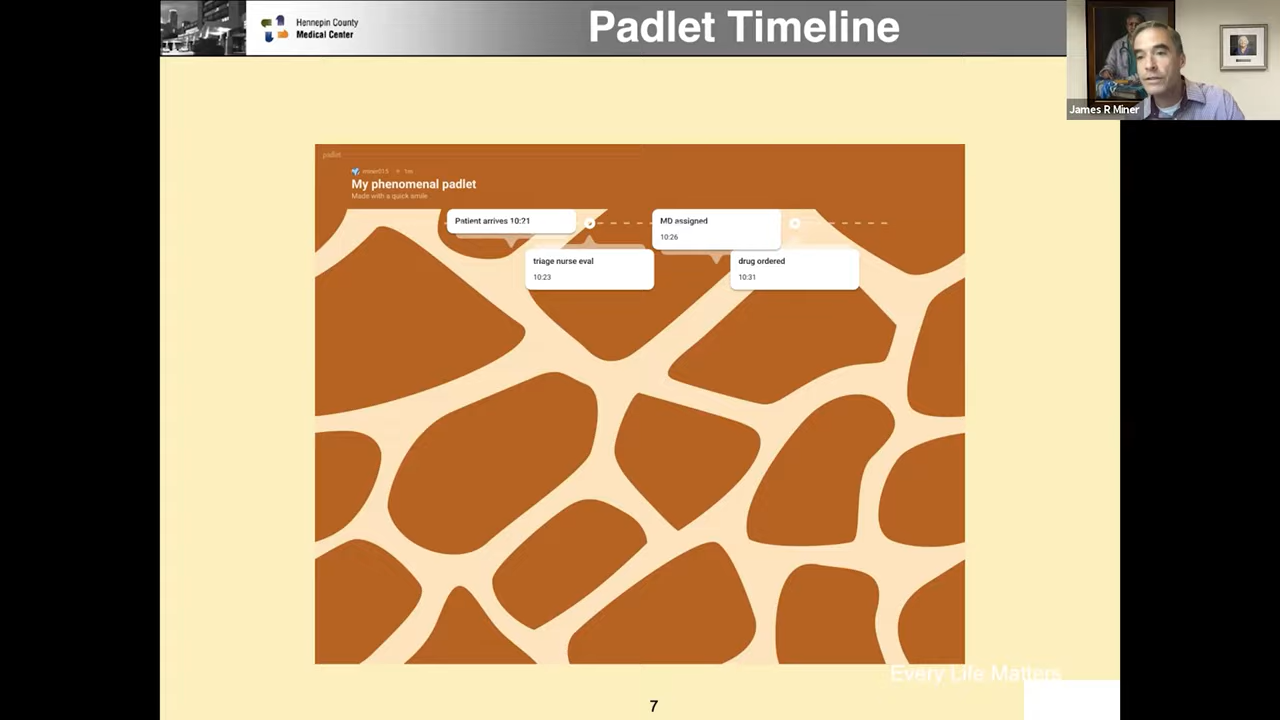 Hennepin County
Medical Center
Padlet Timeline
James R Miner
padlet
My phenomenal padlet
Made with a quick smile
Patient arrives 10:21
MD assigned
10:26
triage nurse eval
10:23
drug ordered
10:31
Every Life Matters
7